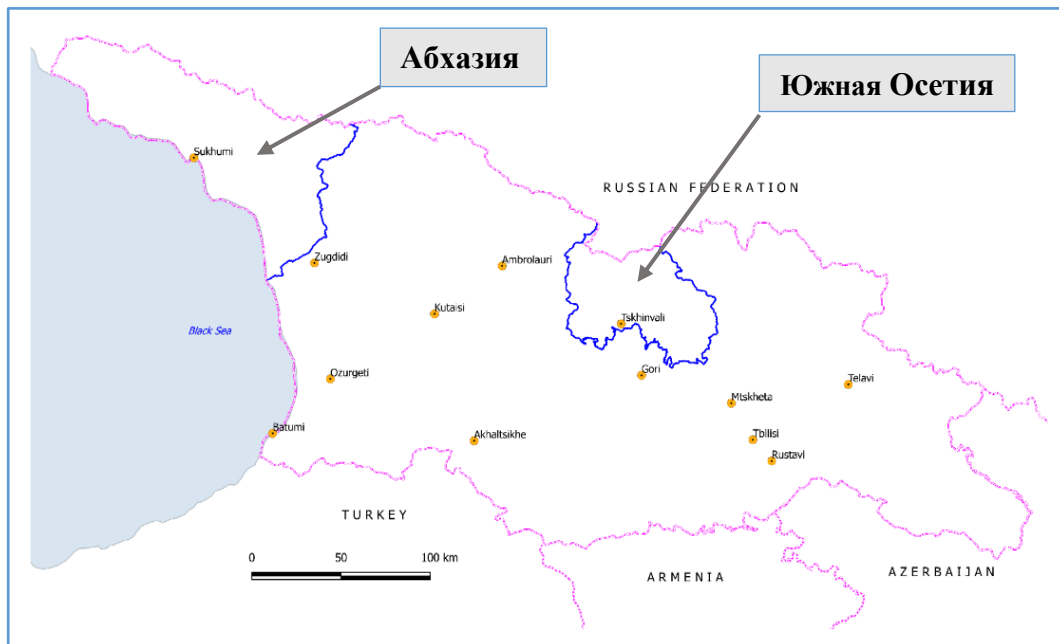 Абхазия
Южная Осетия
Sukhumi
RUSSIAN FEDERATION
Zugdidi
Ambrolauri
Kutaisi
Tskhinvali
Black Sea
Ozurgeti
Gori
Telavi
Mtskheta
Batumi
Akhaltsikhe
Tbilisi
Rustavi
TURKEY
0 50 100 km
ARMENIA
AZERBAIJAN